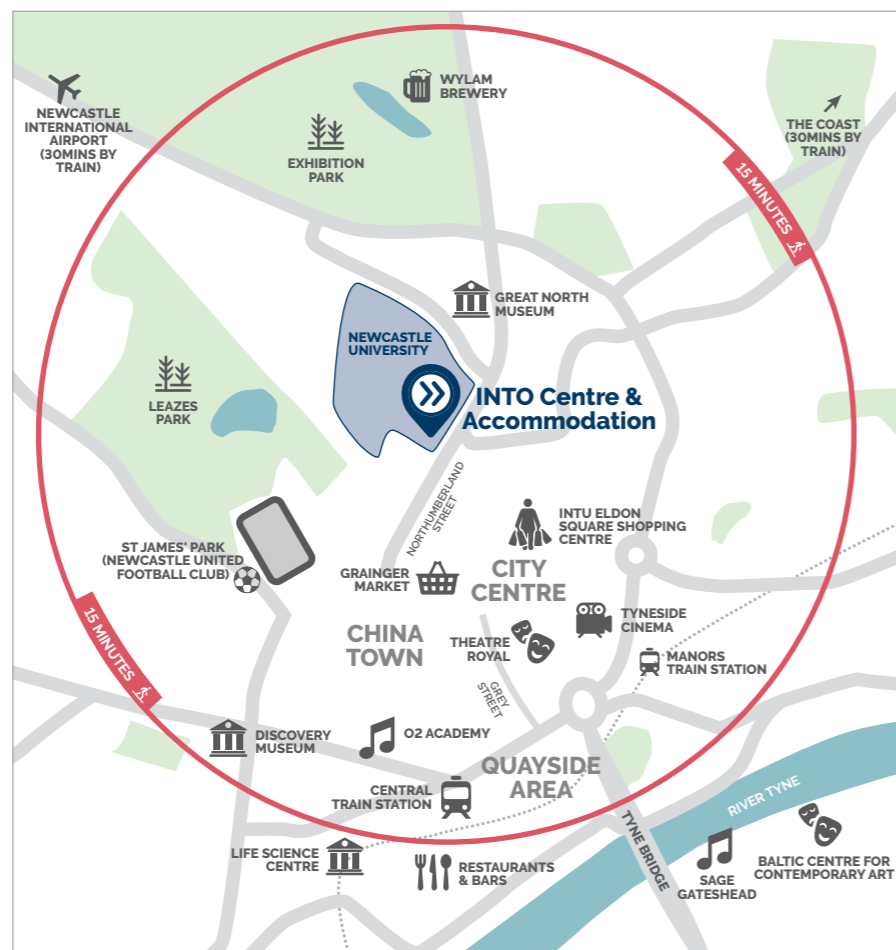 WYLAM
BREWERY
NEWCASTLE
INTERNATIONAL
AIRPORT
(30MINS BY
TRAIN)
THE COAST
(30MINS BY
TRAIN)
EXHIBITION
PARK
15 MINUTES
GREAT NORTH
MUSEUM
NEWCASTLE
UNIVERSITY
INTO Centre &
Accommodation
LEAZES
PARK
NORTHUMBERLAND
STREET
INTU ELDON
SQUARE SHOPPING
CENTRE
ST JAMES' PARK
(NEWCASTLE UNITED
FOOTBALL CLUB)
GRAINGER
MARKET
CITY
CENTRE
TYNESIDE
CINEMA
15 MINUTES
CHINA
TOWN
THEATRE
ROYAL
MANORS
TRAIN STATION
GREY
STREET
DISCOVERY
MUSEUM
O2 ACADEMY
QUAYSIDE
AREA
CENTRAL
TRAIN STATION
RIVER TYNE
TYNE BRIDGE
LIFE SCIENCE
CENTRE
RESTAURANTS
& BARS
SAGE
GATESHEAD
BALTIC CENTRE FOR
CONTEMPORARY ART